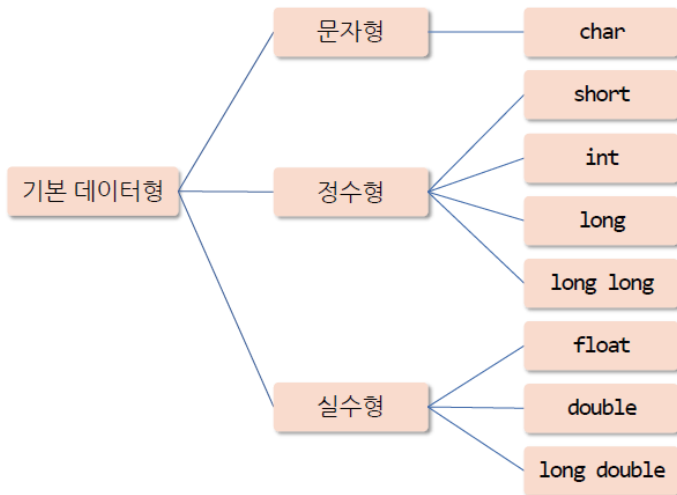 기본 데이터형
문자형
char
정수형
short
int
long
long long
실수형
float
double
long double